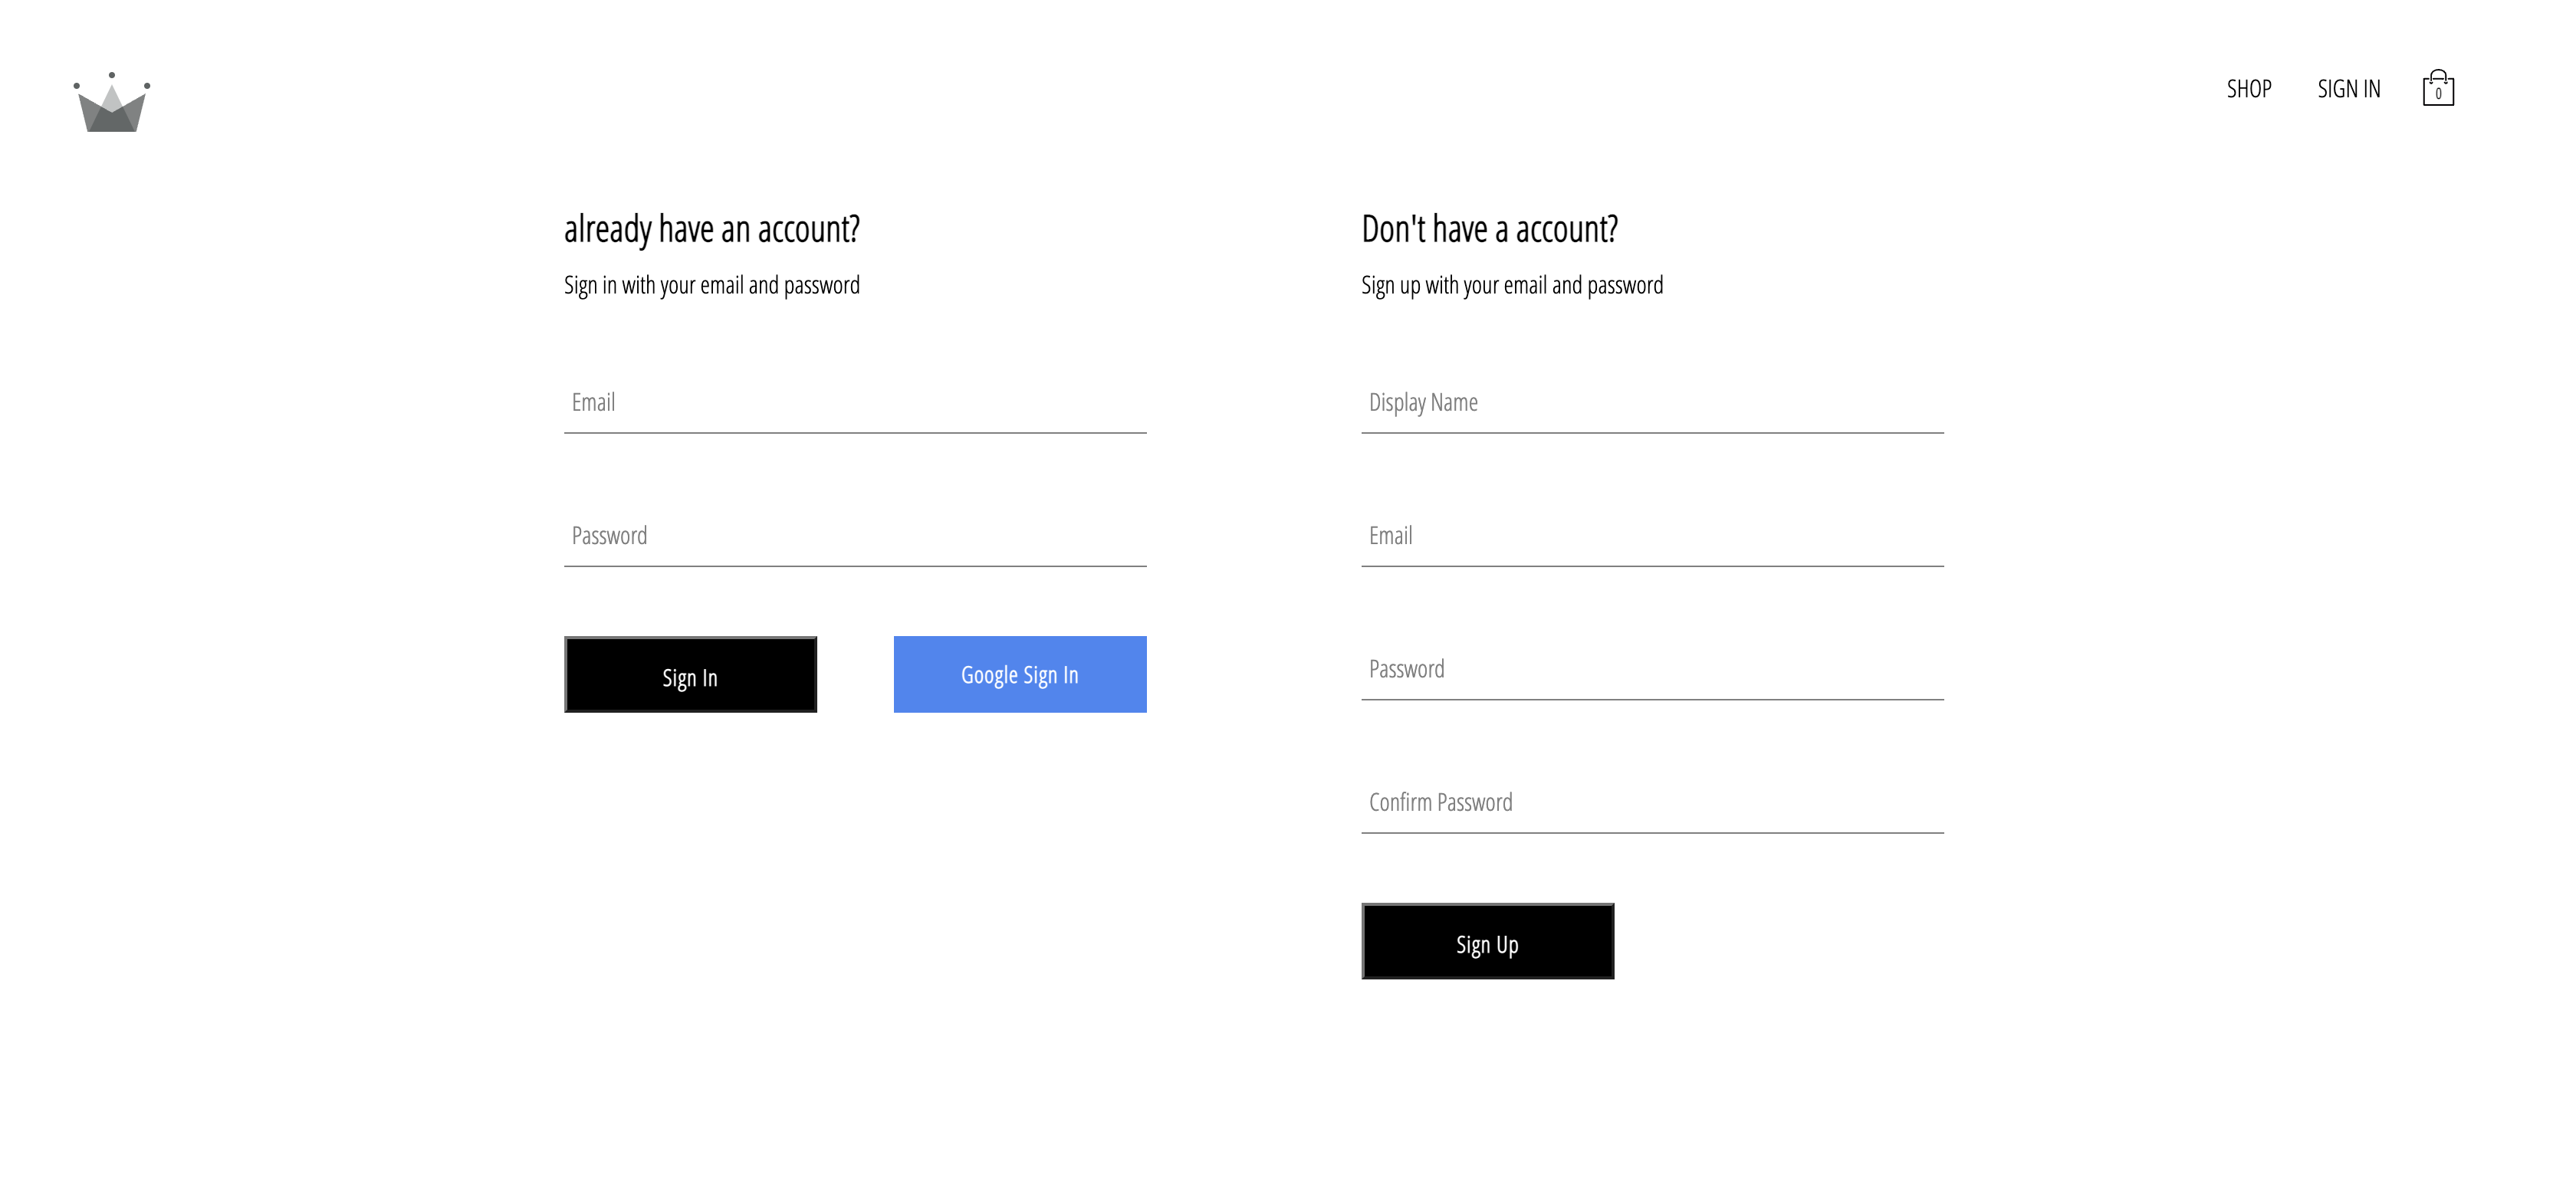 SHOP
SIGN IN
0
already have an account?
Sign in with your email and password
Email
Password
Sign In
Google Sign In
Don't have a account?
Sign up with your email and password
Display Name
Email
Password
Confirm Password
Sign Up